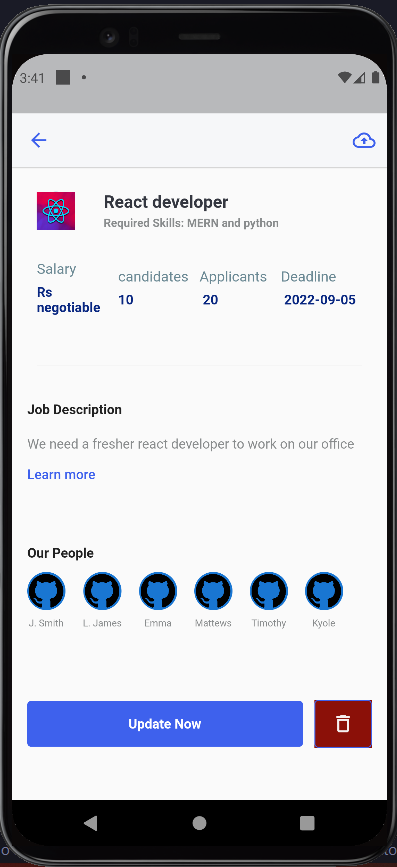 3:41
React developer
Required Skills: MERN and python
Salary
candidates
Applicants
Deadline
Rs
negotiable
10
20
2022-09-05
Job Description
We need a fresher react developer to work on our office
Learn more
Our People
J. Smith
L. James
Emma
Mattews
Timothy
Kyole
Update Now